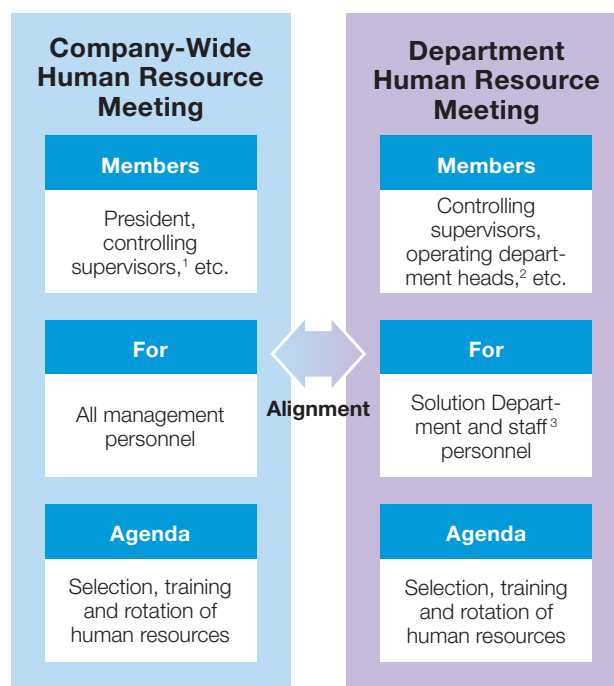 Company-Wide
Human Resource
Meeting
Members
President,
controlling
supervisors,¹ etc.
For
All management
personnel
Agenda
Selection, training
and rotation of
human resources
Alignment
Department
Human Resource
Meeting
Members
Controlling
supervisors,
operating depart-
ment heads,² etc.
For
Solution Depart-
ment and staff³
personnel
Agenda
Selection, training
and rotation of
human resources